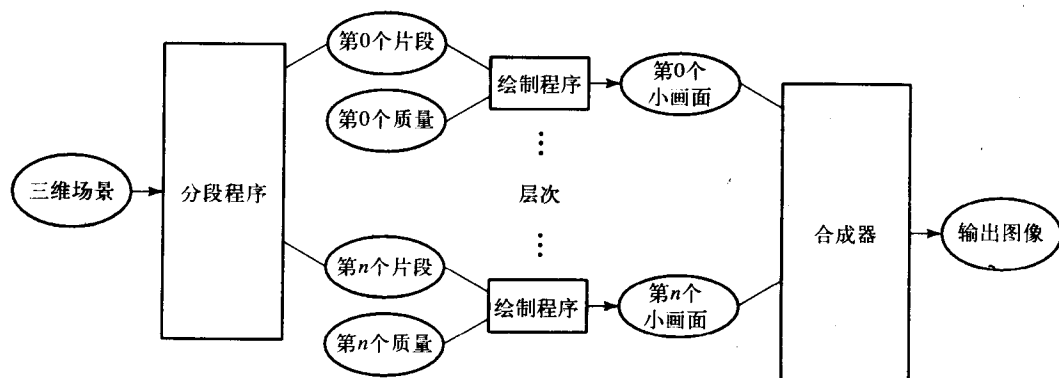 第0个片段
绘制程序
第0个
小画面
第0个质量
三维场景
分段程序
层次
合成器
输出图像
第n个片段
绘制程序
第n个
小画面
第n个质量